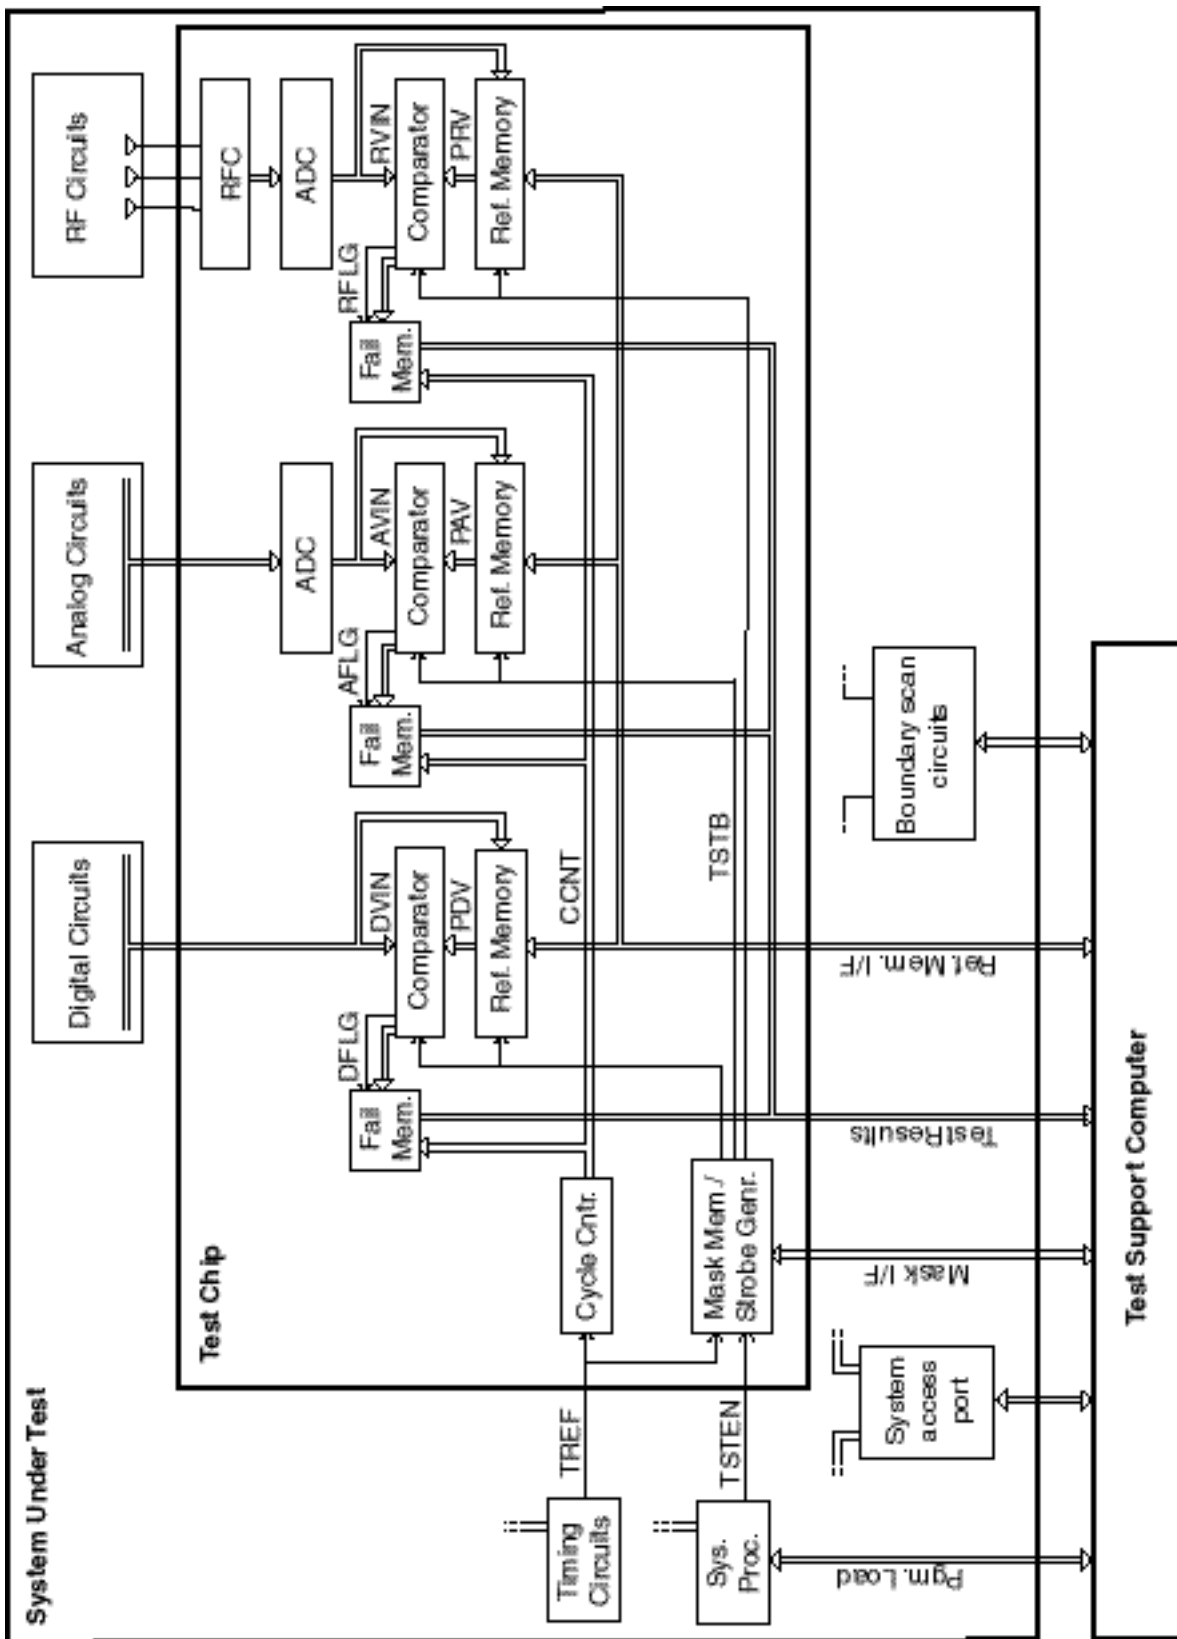 System Under Test
Digital Circuits
Analog Circuits
RF Circuits
Test Chip
RFC
ADC
ADC
DFLG
DVIN
AFLG
AVIN
RFLG
RVIN
Fail
Mem.
Comparator
Fail
Mem.
Comparator
Fail
Mem.
Comparator
PDV
PAV
PRV
Ref. Memory
Ref. Memory
Ref. Memory
TREF
CCNT
Timing
Circuits
Cycle Cntr.
TSTEN
TSTB
Sys.
Proc.
Mask Mem./
Strobe Genr.
System
access
port
Boundary scan
circuits
Pgm. Load
Mask I/F
Test Results
Ref. Mem. I/F
Test Support Computer